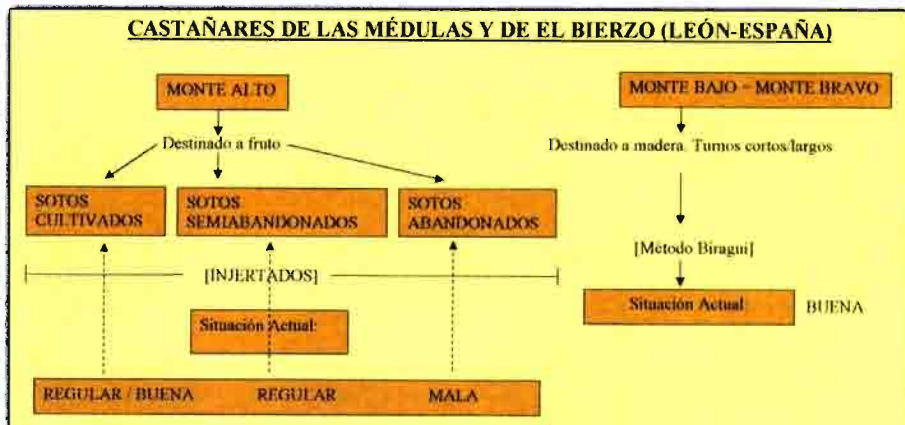 CASTAÑARES DE LAS MÉDULAS Y DE EL BIERZO (LEÓN-ESPAÑA)
MONTE ALTO
Destinado a fruto
SOTOS
CULTIVADOS
SOTOS
SEMIABANDONADOS
SOTOS
ABANDONADOS
[INJERTADOS]
Situación Actual:
REGULAR / BUENA
REGULAR
MALA
MONTE BAJO – MONTE BRAVO
Destinado a madera. Turnos cortos/largos
[Metodo Biragui]
Situación Actual:
BUENA